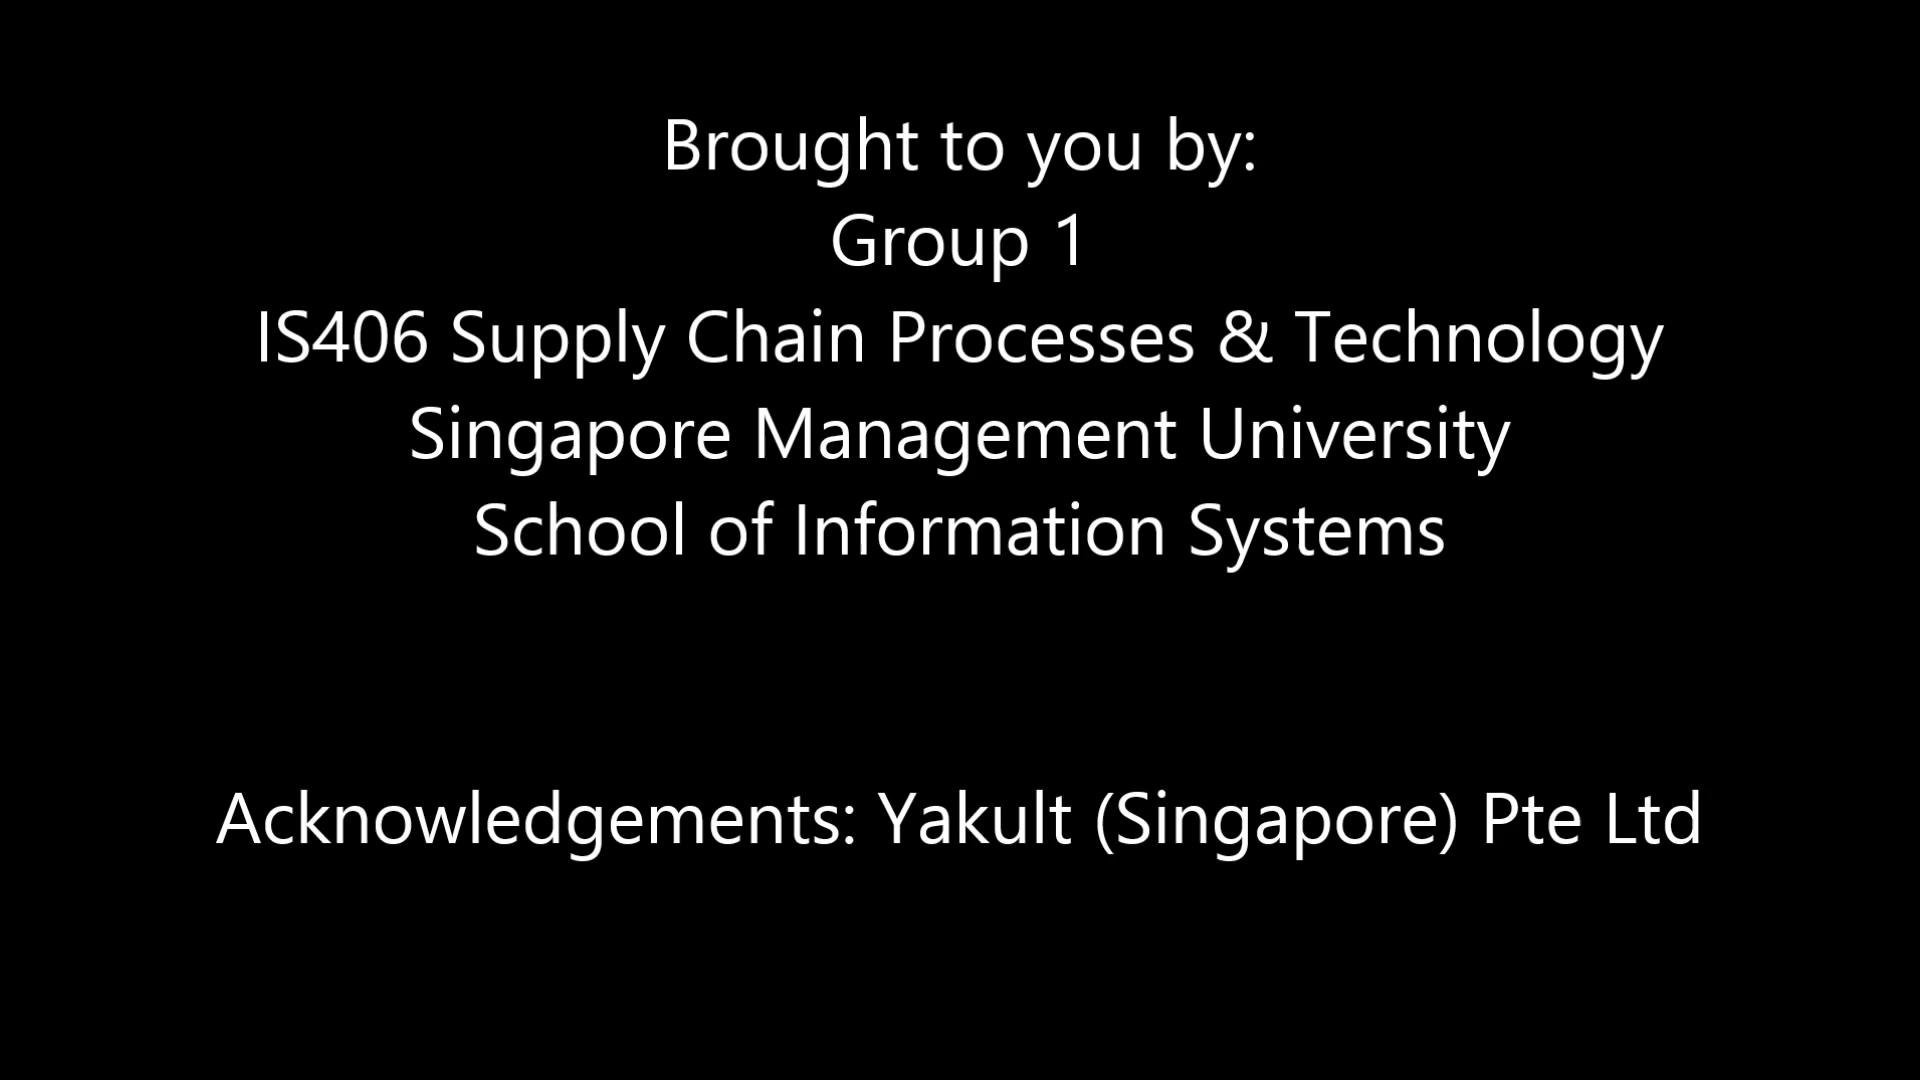 Brought to you by:
Group 1
IS406 Supply Chain Processes & Technology
Singapore Management University
School of Information Systems
Acknowledgements: Yakult (Singapore) Pte Ltd